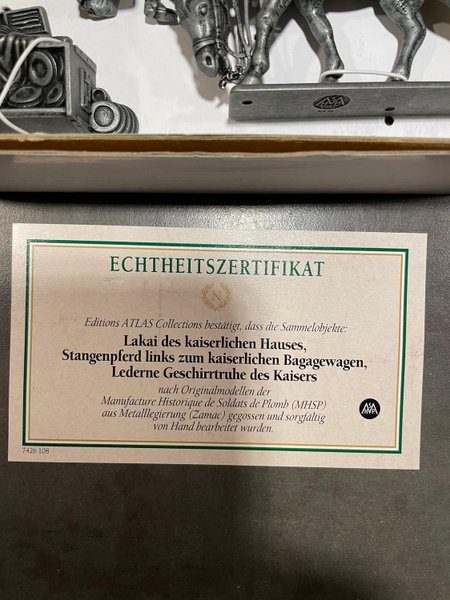 ECHTHEITSZERTIFIKAT
N
Editions ATLAS Collections bestätigt, dass die Sammelobjekte:
Lakai des kaiserlichen Hauses,
Stangenpferd links zum kaiserlichen Bagagewagen,
Lederne Geschirrtruhe des Kaisers
nach Originalmodellen der
Manufacture Historique de Soldats de Plomb (MHSP)
aus Metalllegierung (Zamac) gegossen und sorgfältig
von Hand bearbeitet wurden.
7426 108